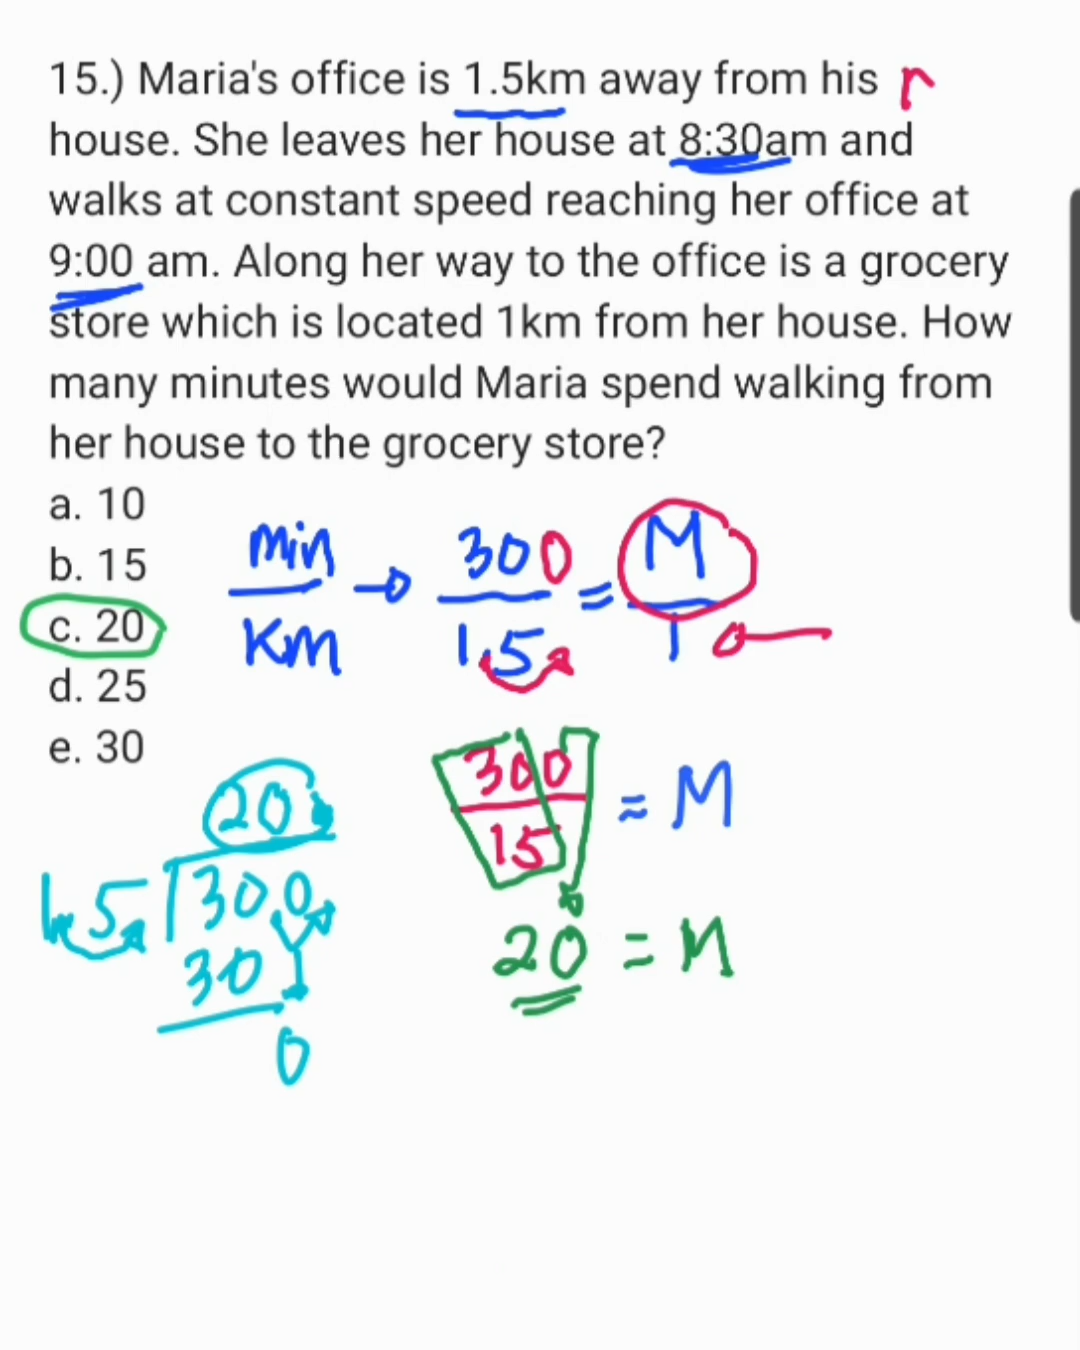 15.) Maria's office is 1.5km away from his r
house. She leaves her house at 8:30am and
walks at constant speed reaching her office at
9:00 am. Along her way to the office is a grocery
store which is located 1km from her house. How
many minutes would Maria spend walking from
her house to the grocery store?
a. 10
b. 15
c. 20
d. 25
e. 30
Min
Km
300
1.5
=
M
1
300
15
= M
20 = M
20
1.5 30.0
30
0